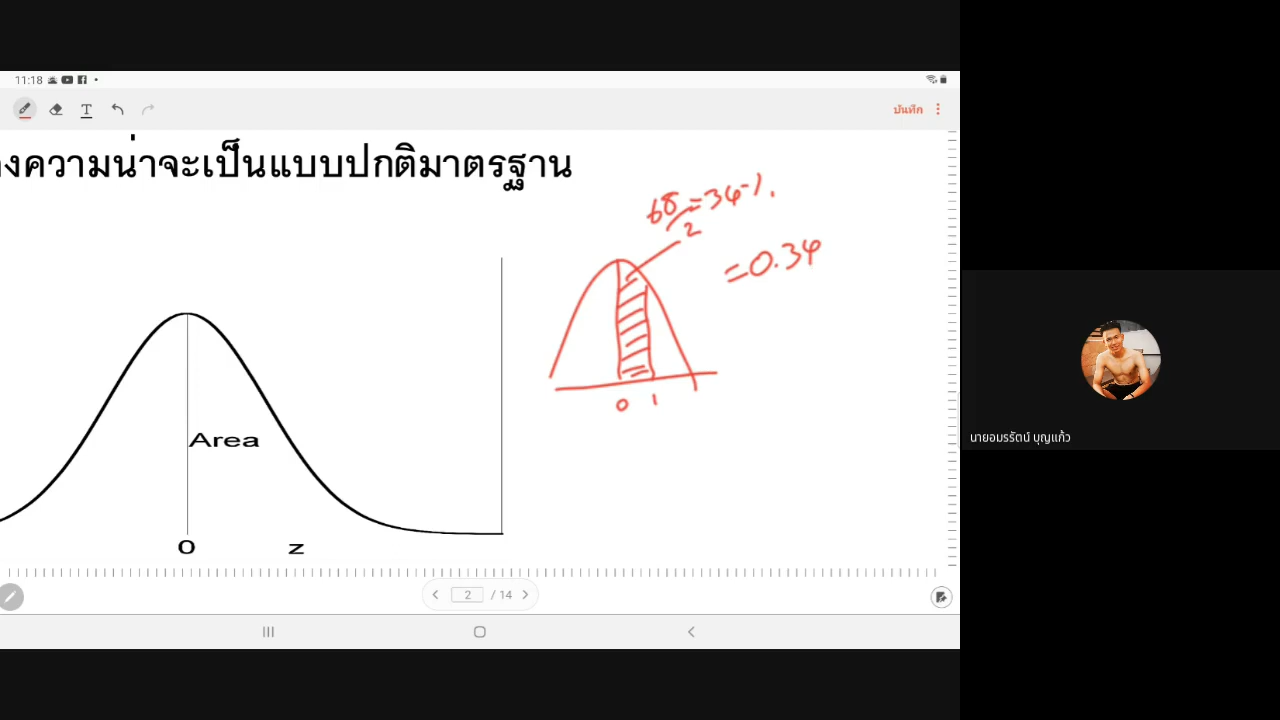 11:18
บันทึก
งความน่าจะเป็นแบบปกติมาตรฐาน
68/2 = 34%.
= 0.34
0 1
Area
0 z
2 / 14
นายอมรรัตน์ บุญแก้ว